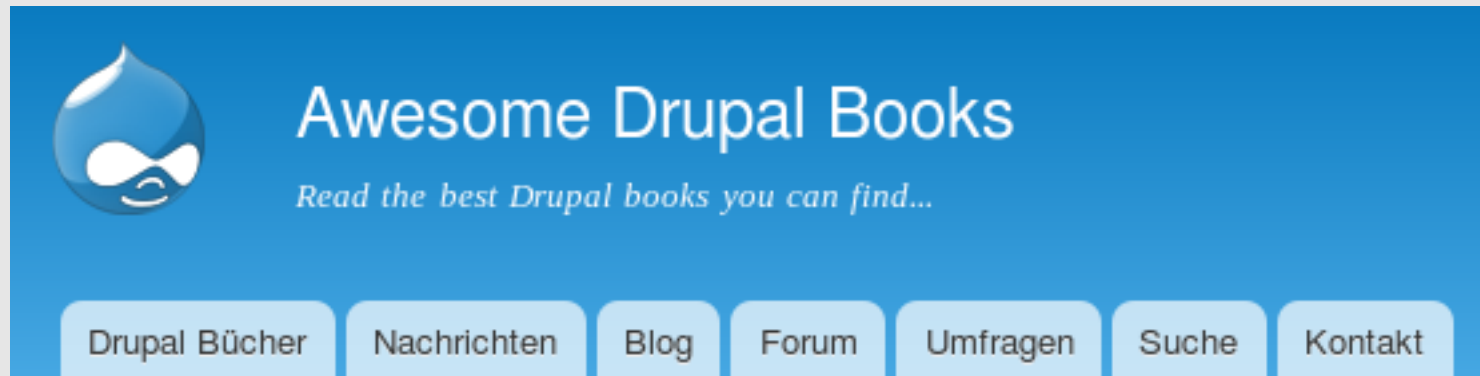 Awesome Drupal Books
Read the best Drupal books you can find...
Drupal Bücher Nachrichten Blog Forum Umfragen Suche Kontakt